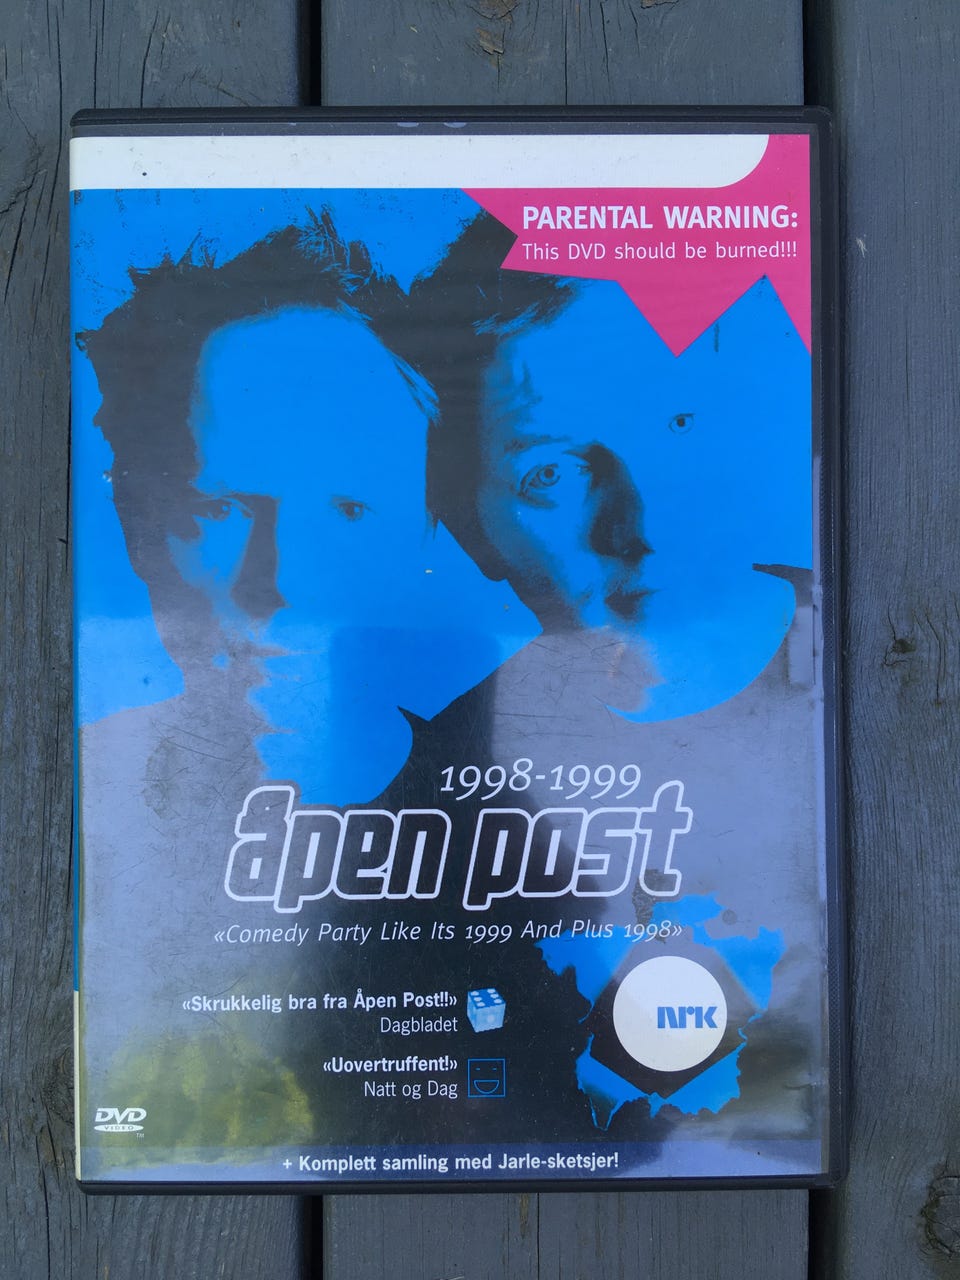 PARENTAL WARNING:
This DVD should be burned!!!
1998-1999
åpen post
«Comedy Party Like Its 1999 And Plus 1998»
«Skrukkelig bra fra Åpen Post!!»
Dagbladet
«Uovertruffent!»
Natt og Dag
NRK
DVD
VIDEO
TM
+ Komplett samling med Jarle-sketsjer!